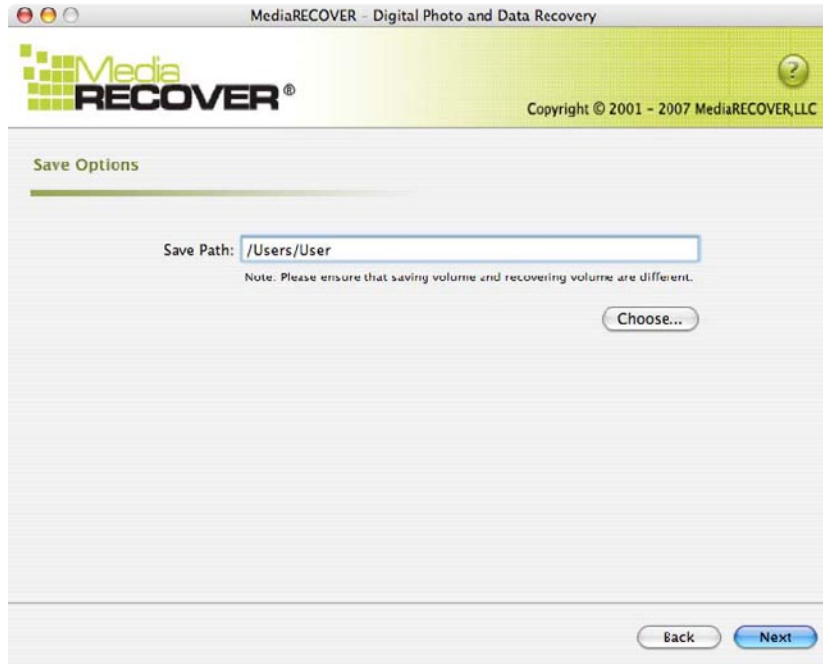 MediaRECOVER – Digital Photo and Data Recovery
Media
RECOVER®
?
Copyright © 2001 – 2007 MediaRECOVER,LLC
Save Options
Save Path: /Users/User
Note: Please ensure that saving volume and recovering volume are different.
Choose...
Back Next